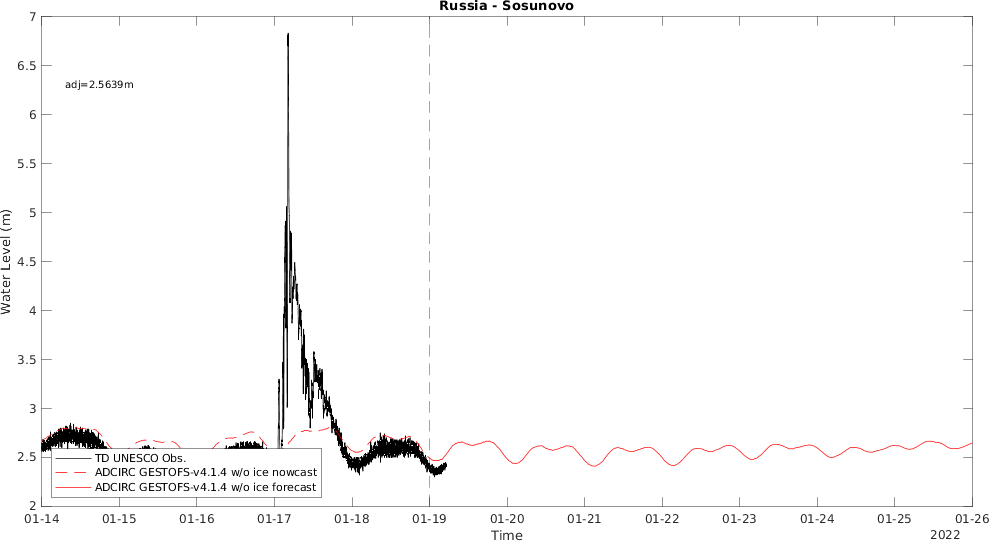 Russia - Sosunovo
7
6.5
6
5.5
5
4.5
4
3.5
3
2.5
2
Water Level (m)
adj=2.5639m
TD UNESCO Obs.
ADCIRC GESTOFS-v4.1.4 w/o ice nowcast
ADCIRC GESTOFS-v4.1.4 w/o ice forecast
01-14 01-15 01-16 01-17 01-18 01-19 01-20 01-21 01-22 01-23 01-24 01-25 01-26
Time
2022